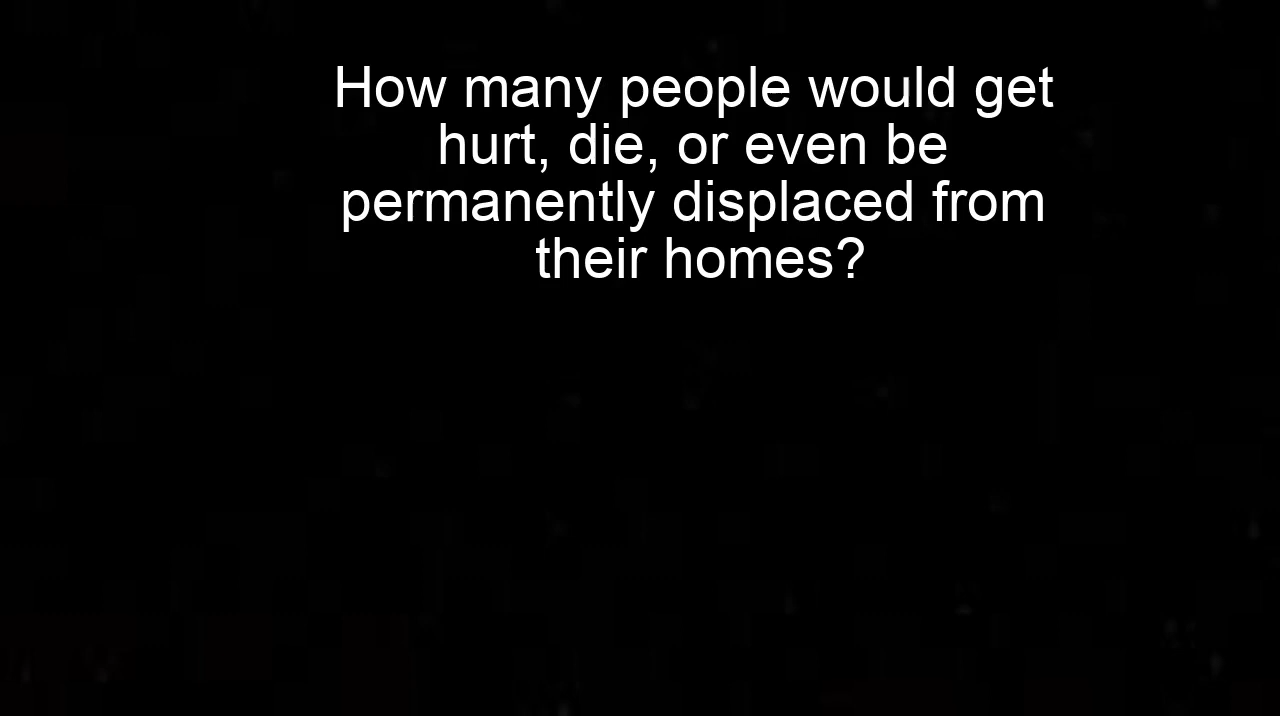 How many people would get
hurt, die, or even be
permanently displaced from
their homes?